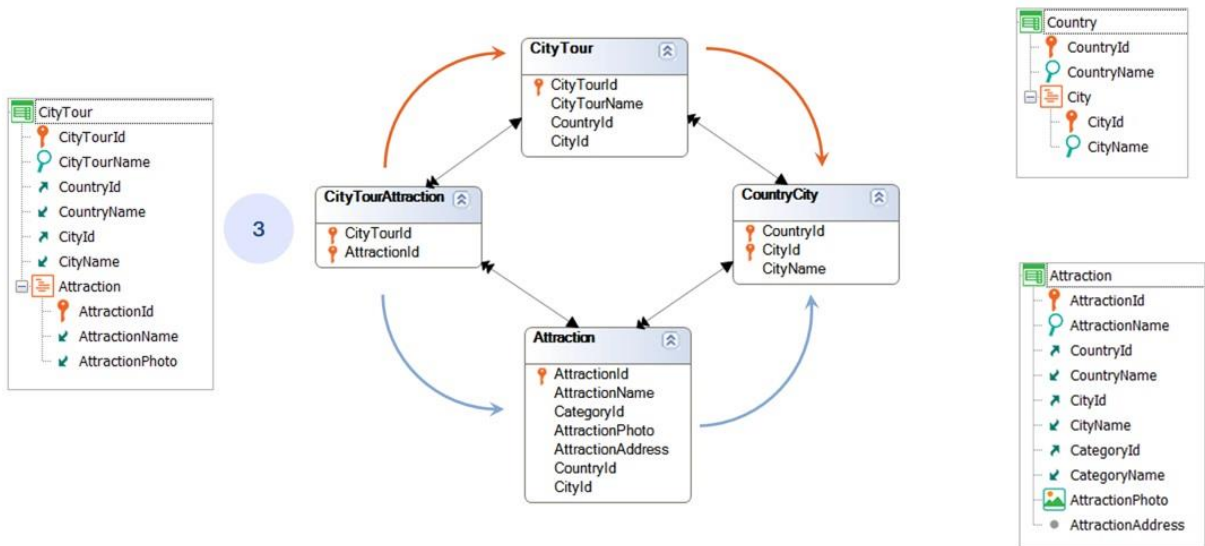 CityTour
CityTourId
CityTourName
CountryId
CountryName
CityId
CityName
Attraction
AttractionId
AttractionName
AttractionPhoto
3
CityTour
CityTourId
CityTourName
CountryId
CityId
CityTourAttraction
CityTourId
AttractionId
CountryCity
CountryId
CityId
CityName
Attraction
AttractionId
AttractionName
CategoryId
AttractionPhoto
AttractionAddress
CountryId
CityId
Country
CountryId
CountryName
City
CityId
CityName
Attraction
AttractionId
AttractionName
CountryId
CountryName
CityId
CityName
CategoryId
CategoryName
AttractionPhoto
AttractionAddress